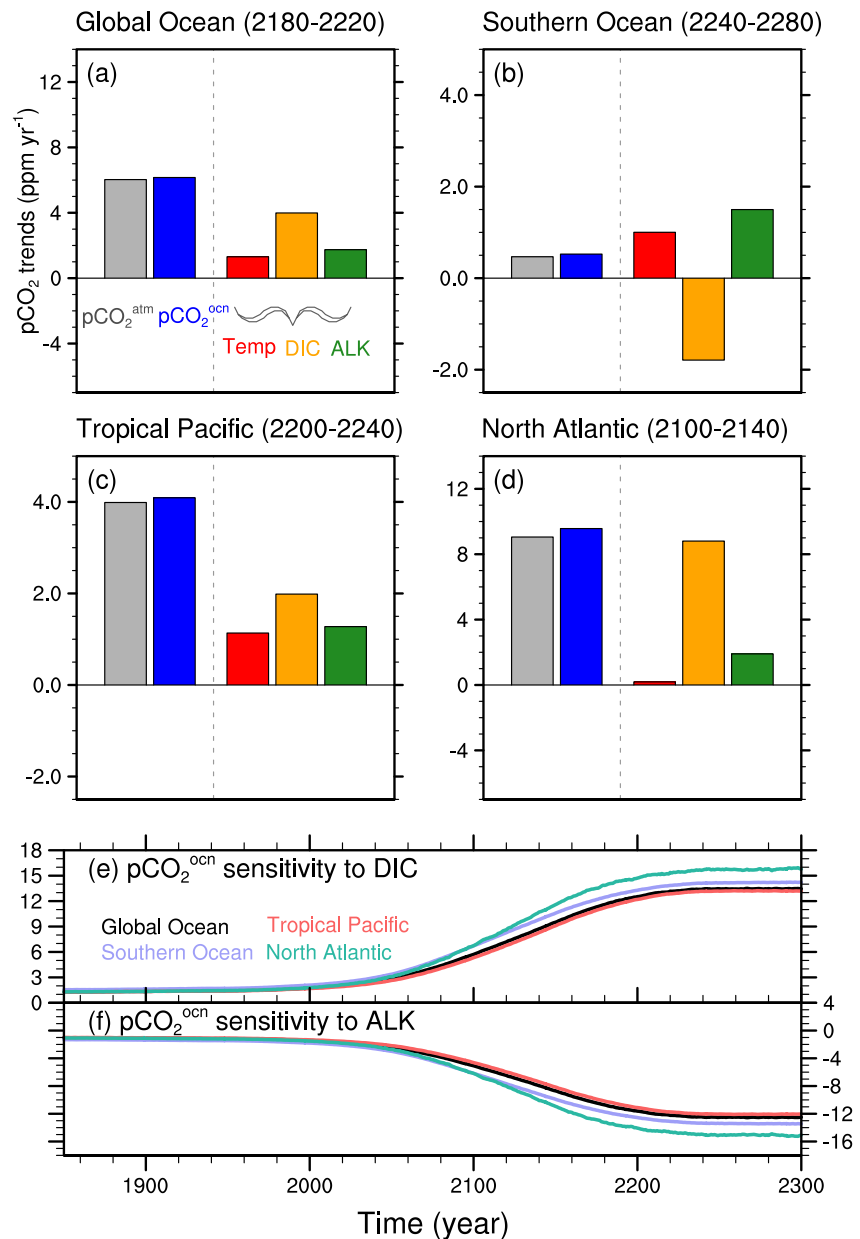 Global Ocean (2180-2220)
Southern Ocean (2240-2280)
(a)
(b)
pCO₂ trends (ppm yr⁻¹)
12
8
4
0
-4
4.0
2.0
0.0
-2.0
pCO₂ᵃᵗᵐ pCO₂ᵒᶜⁿ
Temp DIC ALK
Tropical Pacific (2200-2240)
North Atlantic (2100-2140)
(c)
(d)
4.0
2.0
0.0
-2.0
12
8
4
0
-4
(e) pCO₂ᵒᶜⁿ sensitivity to DIC
Global Ocean Tropical Pacific
Southern Ocean North Atlantic
18
15
12
9
6
3
0
(f) pCO₂ᵒᶜⁿ sensitivity to ALK
4
0
-4
-8
-12
-16
1900 2000 2100 2200 2300
Time (year)